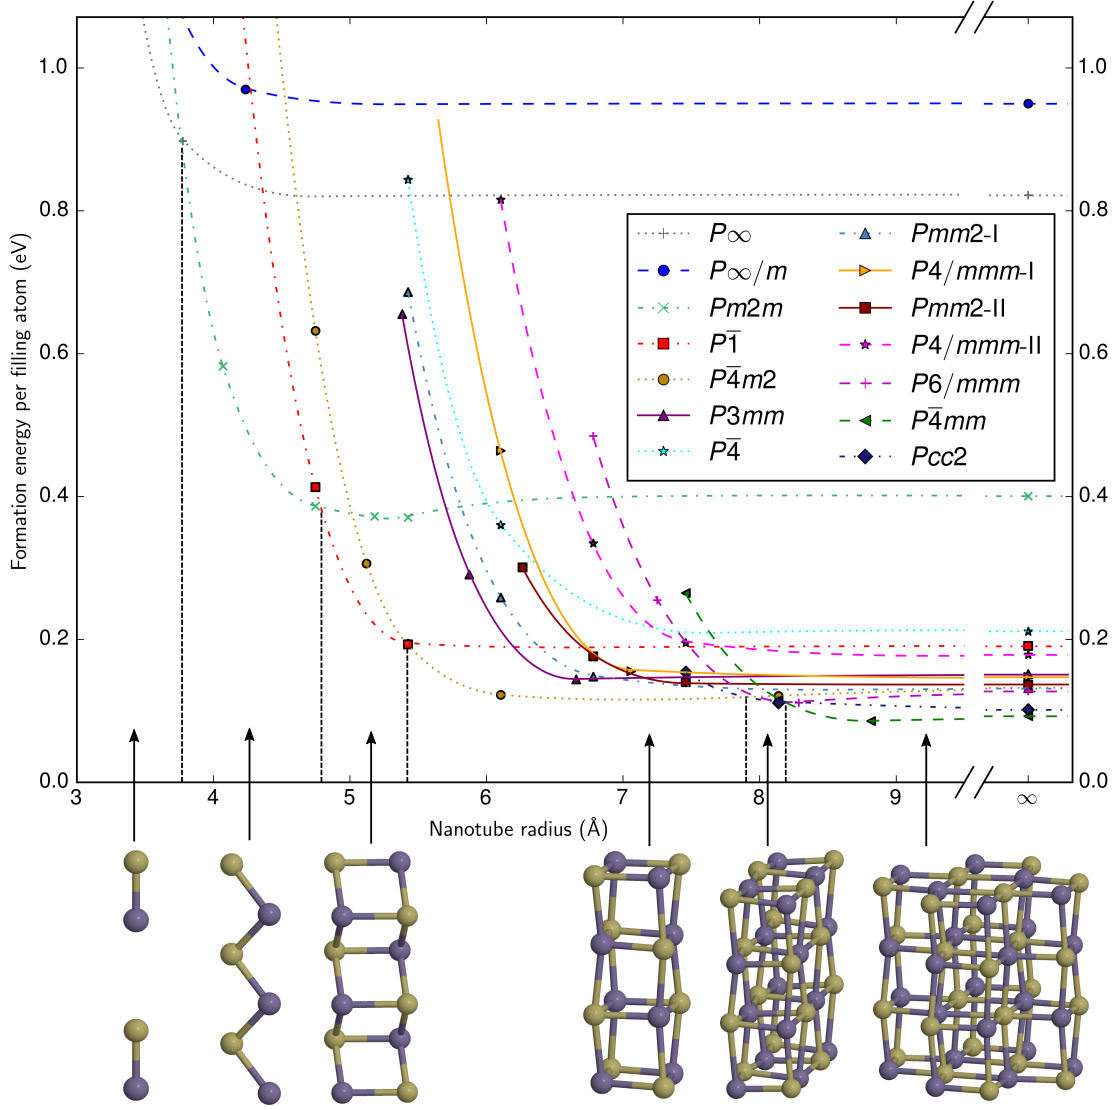 1.0
0.8
0.6
0.4
0.2
0.0
Formation energy per filling atom (eV)
1.0
0.8
0.6
0.4
0.2
0.0
P∞
P∞/m
Pm2m
P1̅
P4̅m2
P3mm
P4̅
Pmm2-I
P4/mmm-I
Pmm2-II
P4/mmm-II
P6/mmm
P4̅mm
Pcc2
3 4 5 6 7 8 9 ∞
Nanotube radius (Å)